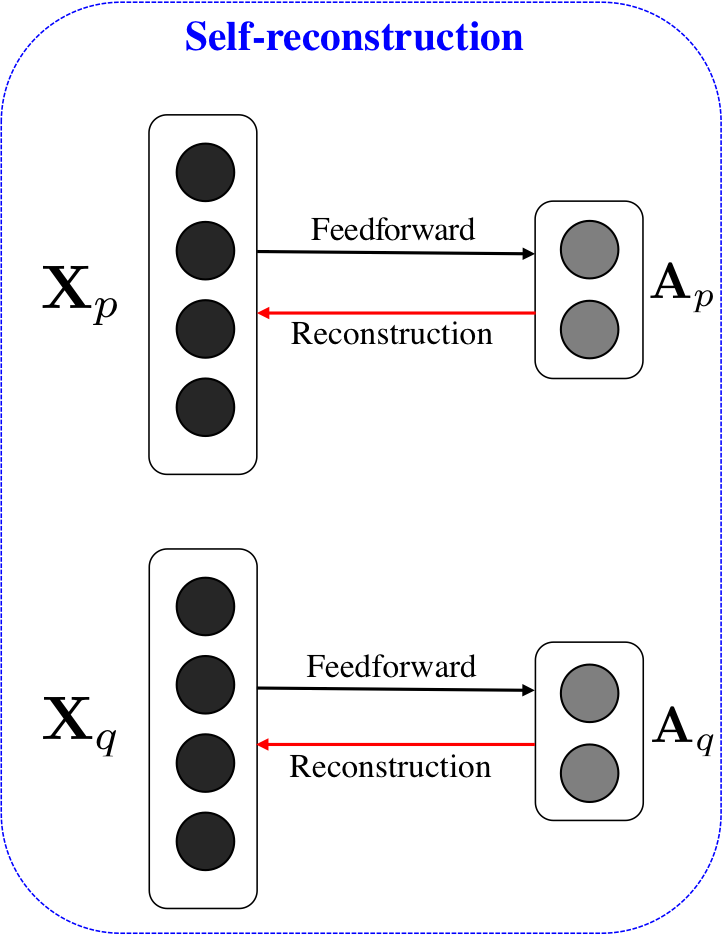 Self-reconstruction
Feedforward
X_p
A_p
Reconstruction
Feedforward
X_q
A_q
Reconstruction